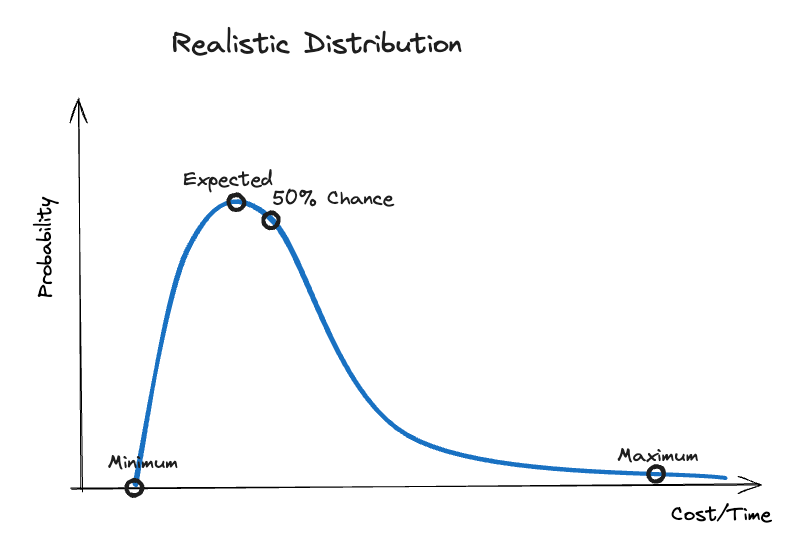 Realistic Distribution
Expected
50% Chance
Probability
Minimum
Maximum
Cost/Time